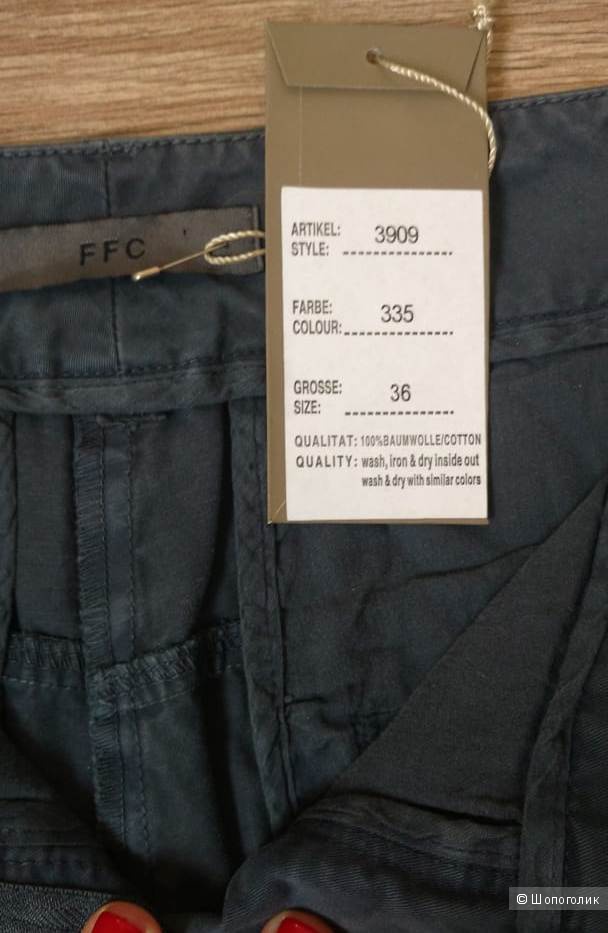 FFC
ARTIKEL: 3909
STYLE:
FARBE: 335
COLOUR:
GROSSE: 36
SIZE:
QUALITAT: 100%BAUMWOLLE/COTTON
QUALITY: wash, iron & dry inside out
wash & dry with similar colors
© Шопоголик